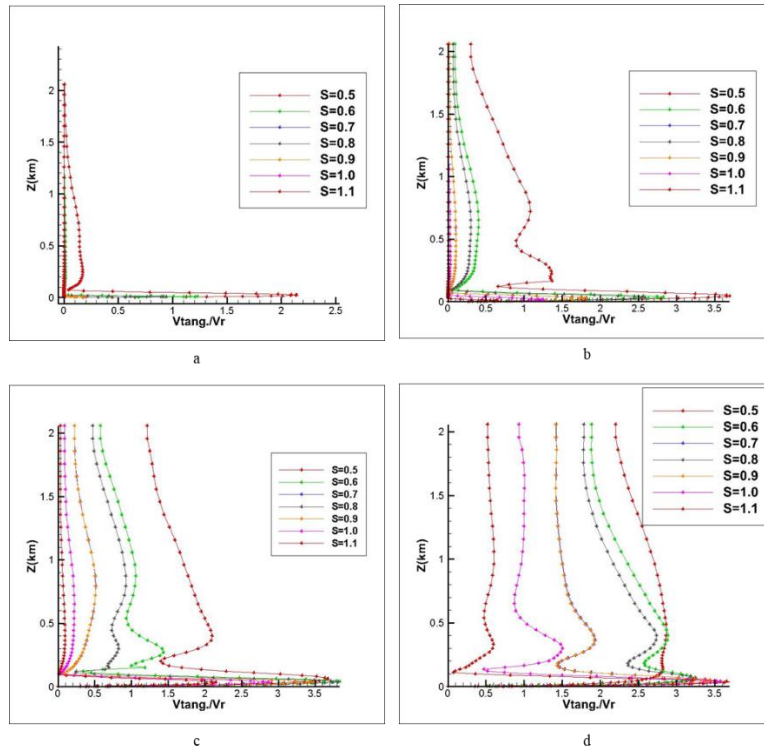 2
1.5
1
0.5
0
Z(km)
0 0.5 1 1.5 2 2.5
Vtang./Vr
S=0.5
S=0.6
S=0.7
S=0.8
S=0.9
S=1.0
S=1.1
a
2
1.5
1
0.5
0
Z(km)
0 0.5 1 1.5 2 2.5 3 3.5
Vtang./Vr
S=0.5
S=0.6
S=0.7
S=0.8
S=0.9
S=1.0
S=1.1
b
2
1.5
1
0.5
0
Z(km)
0 0.5 1 1.5 2 2.5 3 3.5
Vtang./Vr
S=0.5
S=0.6
S=0.7
S=0.8
S=0.9
S=1.0
S=1.1
c
2
1.5
1
0.5
0
Z(km)
0 0.5 1 1.5 2 2.5 3 3.5
Vtang./Vr
S=0.5
S=0.6
S=0.7
S=0.8
S=0.9
S=1.0
S=1.1
d